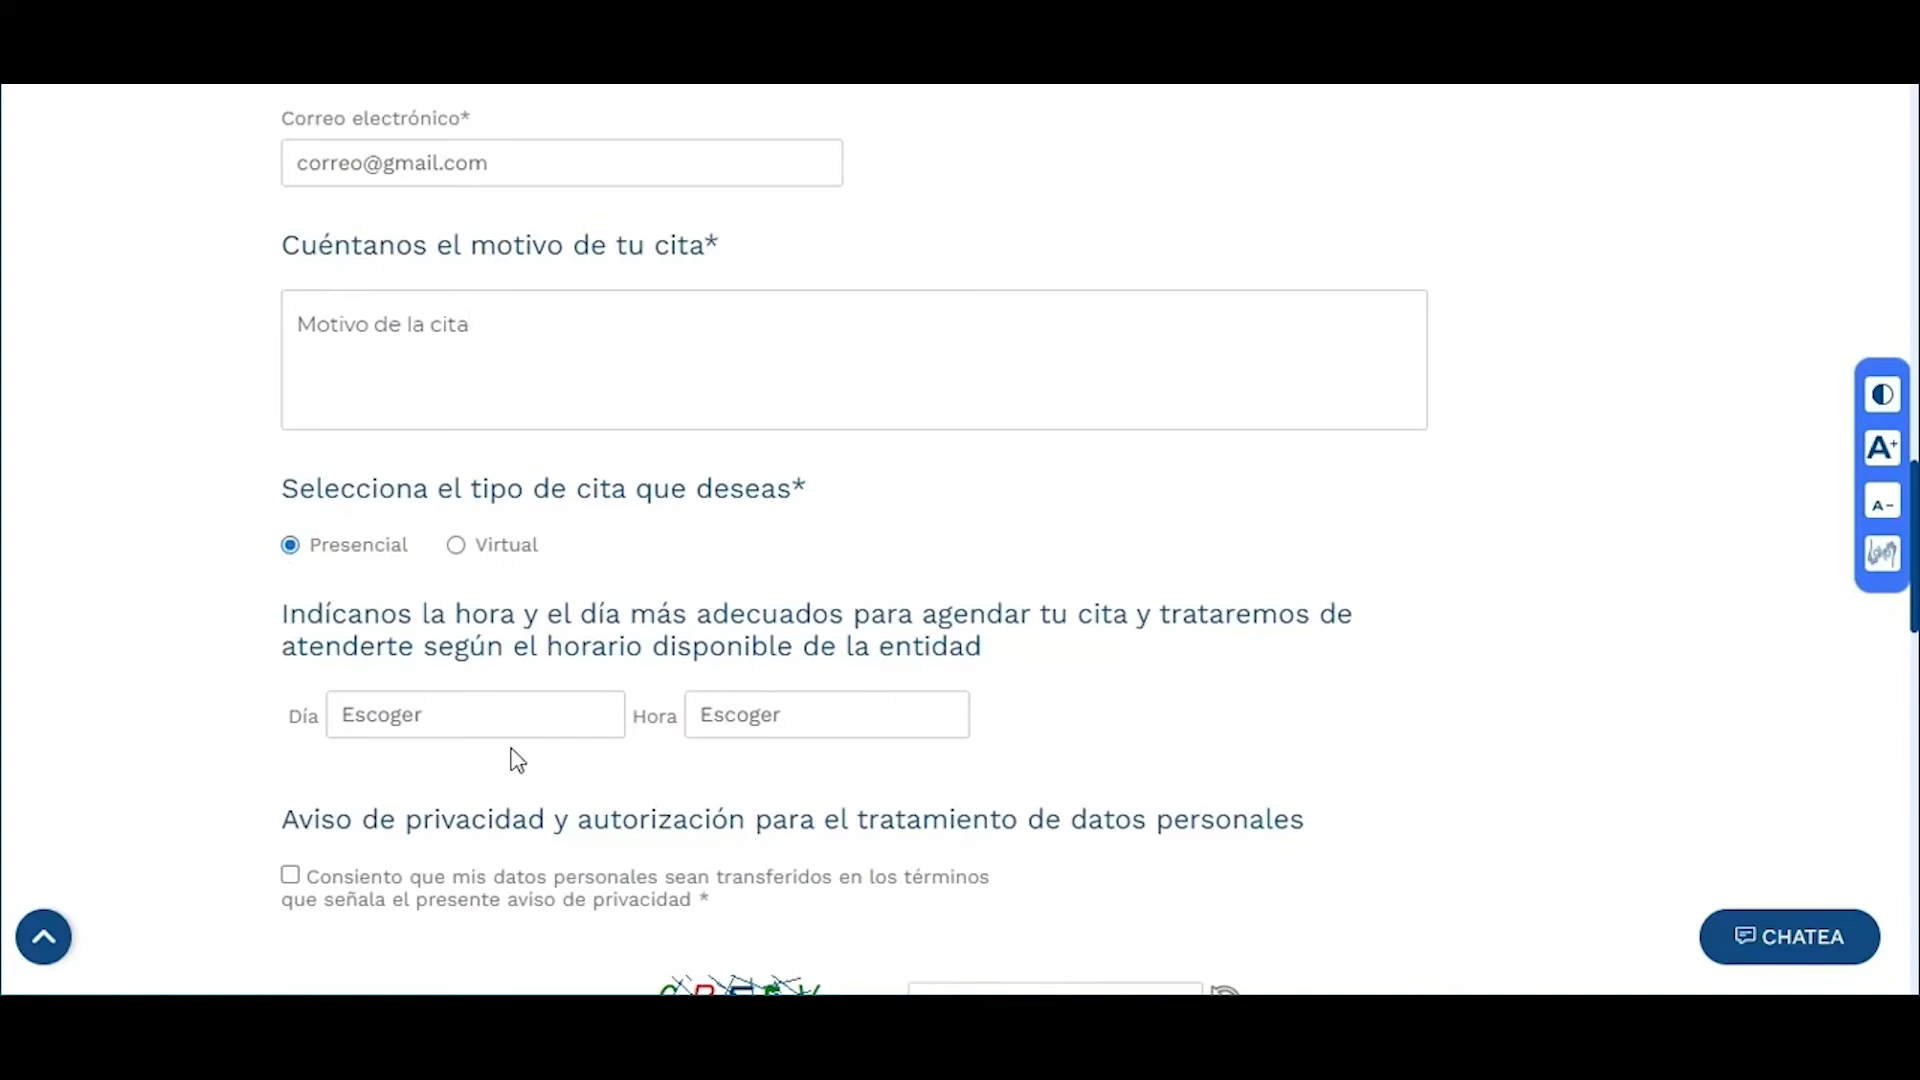 Correo electrónico*
correo@gmail.com
Cuéntanos el motivo de tu cita*
Motivo de la cita
Selecciona el tipo de cita que deseas*
Presencial Virtual
Indícanos la hora y el día más adecuados para agendar tu cita y trataremos de
atenderte según el horario disponible de la entidad
Día Escoger Hora Escoger
Aviso de privacidad y autorización para el tratamiento de datos personales
Consiento que mis datos personales sean transferidos en los términos
que señala el presente aviso de privacidad *
CHATEA
A+
A-